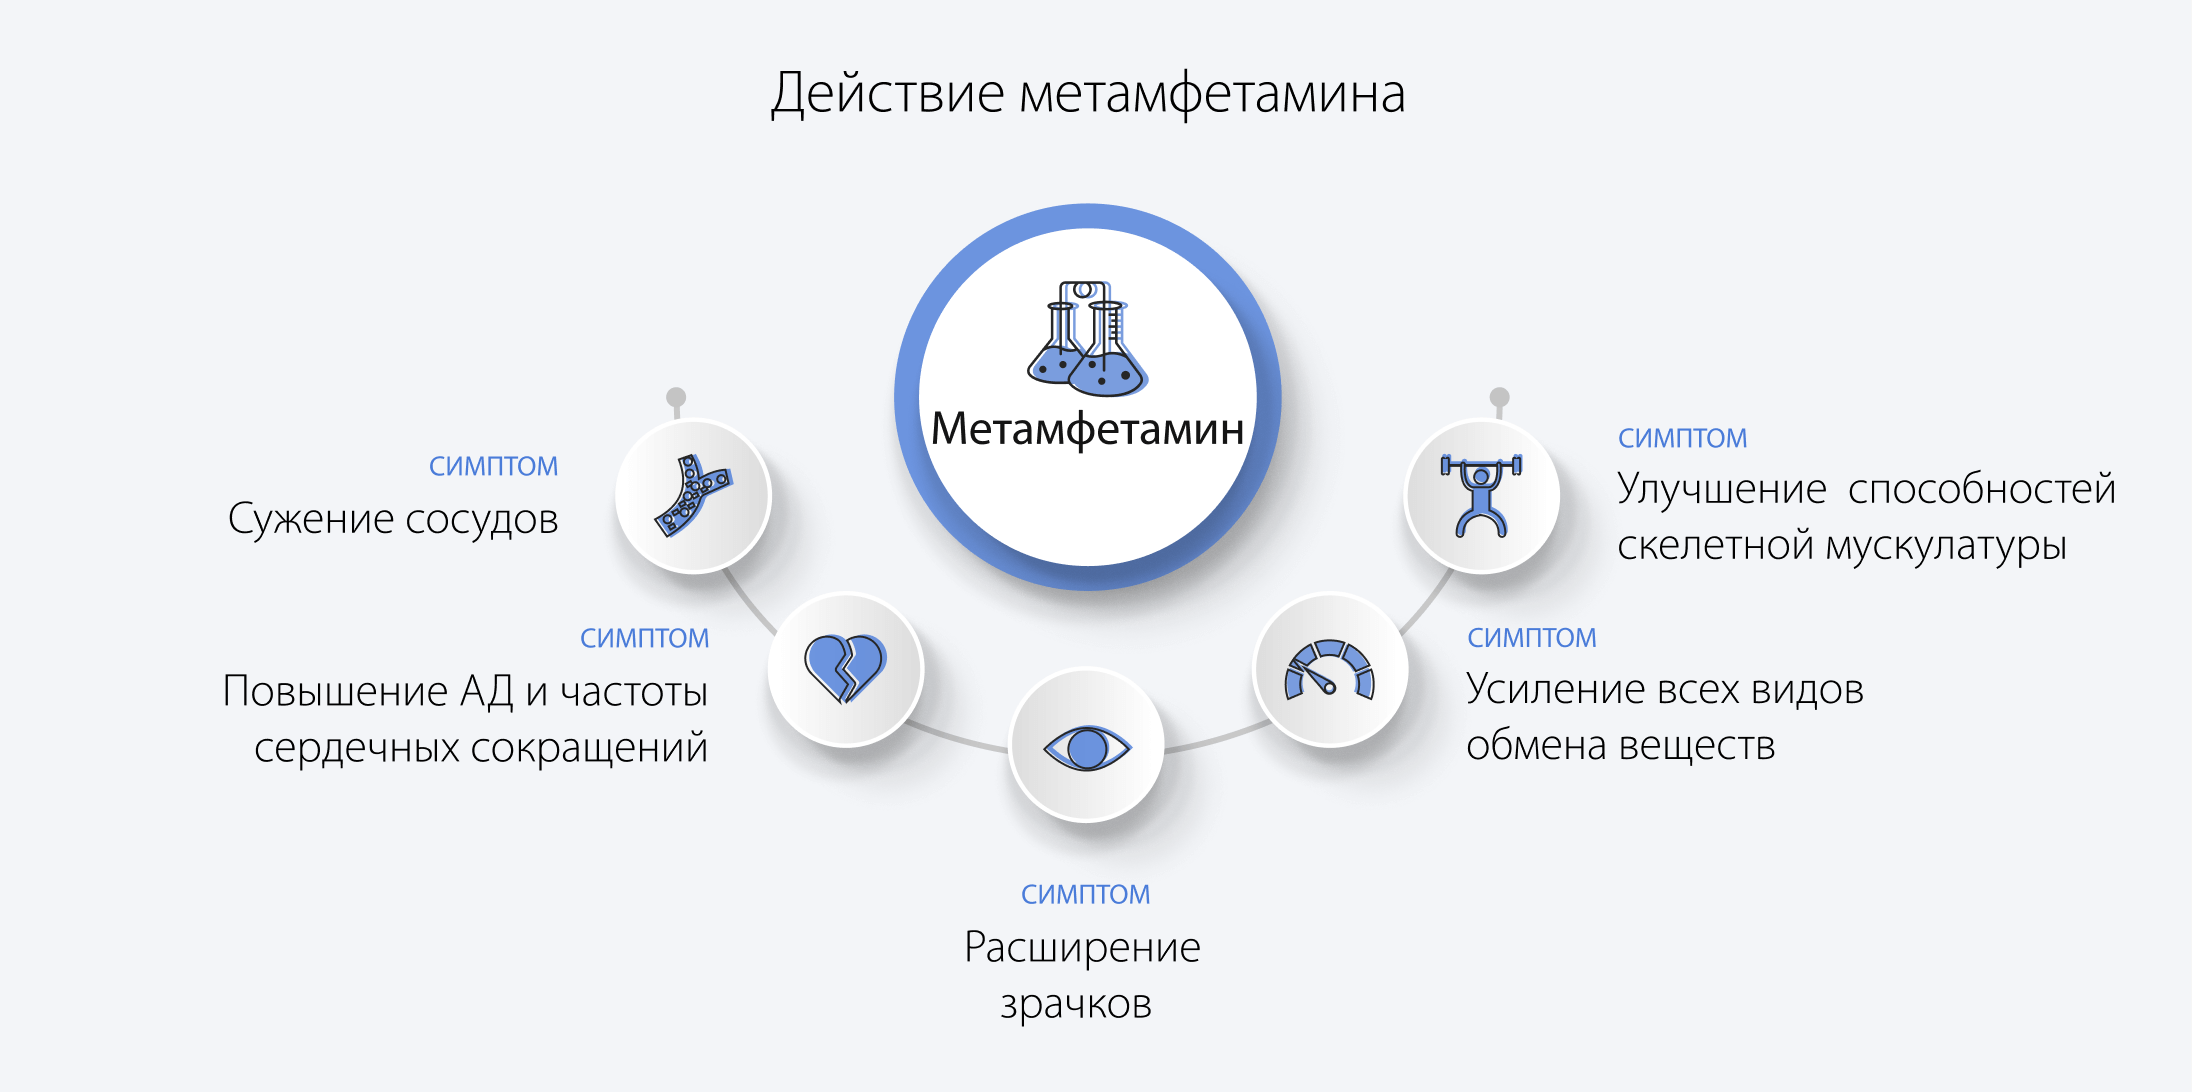 Действие метамфетамина
Метамфетамин
СИМПТОМ
Сужение сосудов
СИМПТОМ
Повышение АД и частоты
сердечных сокращений
СИМПТОМ
Расширение
зрачков
СИМПТОМ
Усиление всех видов
обмена веществ
СИМПТОМ
Улучшение  способностей
скелетной мускулатуры